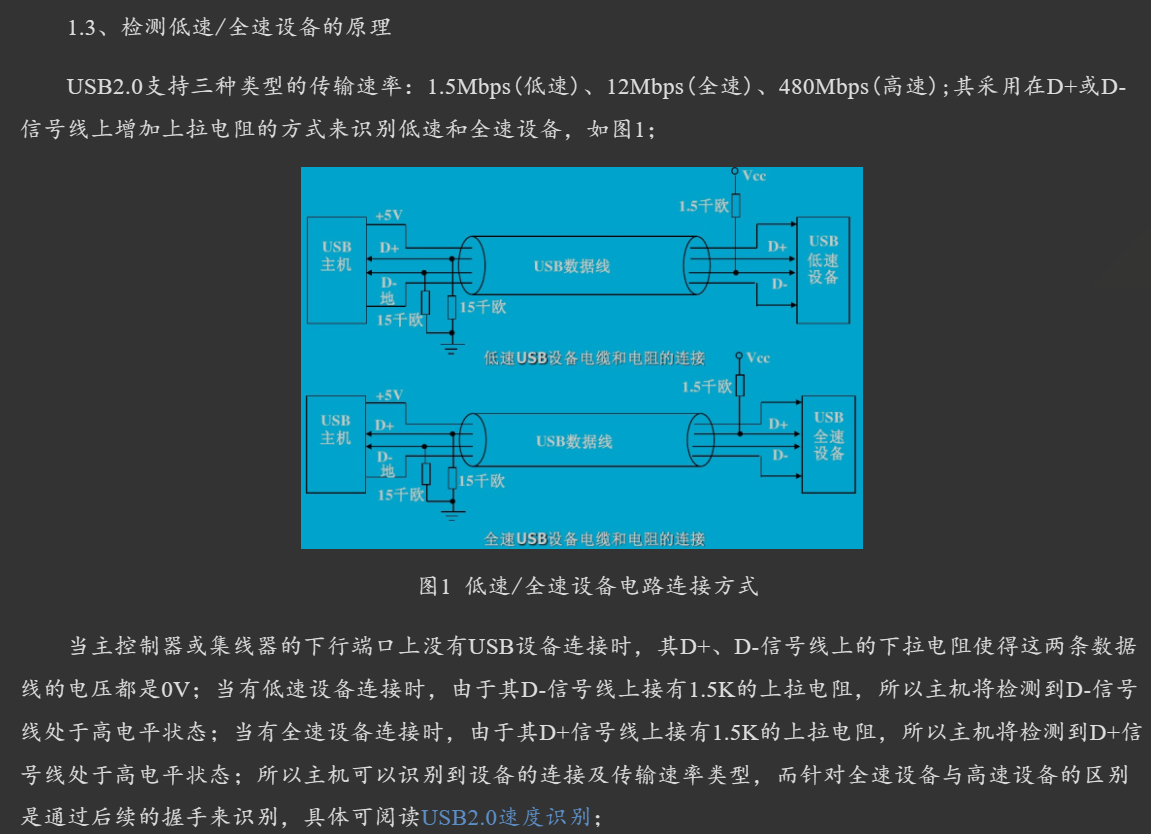 1.3、检测低速/全速设备的原理
USB2.0支持三种类型的传输速率：1.5Mbps(低速)、12Mbps(全速)、480Mbps(高速);其采用在D+或D-
信号线上增加上拉电阻的方式来识别低速和全速设备，如图1；
Vcc
1.5千欧
+5V
USB
主机
D+
D-
地
15千欧
15千欧
USB数据线
D+
D-
USB
低速
设备
低速USB设备电缆和电阻的连接
Vcc
1.5千欧
+5V
USB
主机
D+
D-
地
15千欧
15千欧
USB数据线
D+
D-
USB
全速
设备
全速USB设备电缆和电阻的连接
图1 低速/全速设备电路连接方式
当主控制器或集线器的下行端口上没有USB设备连接时，其D+、D-信号线上的下拉电阻使得这两条数据
线的电压都是0V；当有低速设备连接时，由于其D-信号线上接有1.5K的上拉电阻，所以主机将检测到D-信号
线处于高电平状态；当有全速设备连接时，由于其D+信号线上接有1.5K的上拉电阻，所以主机将检测到D+信
号线处于高电平状态；所以主机可以识别到设备的连接及传输速率类型，而针对全速设备与高速设备的区别
是通过后续的握手来识别，具体可阅读USB2.0速度识别；